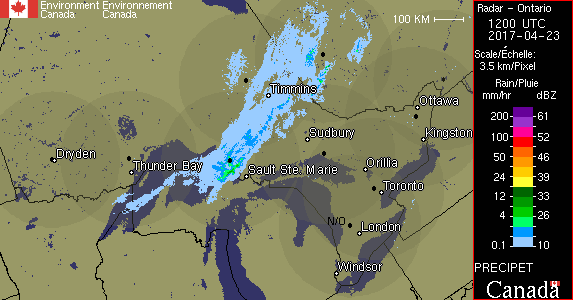 Environment Environnement
Canada Canada
100 KM
Timmins
Ottawa
Sudbury
Kingston
Dryden
Thunder Bay
Sault Ste. Marie
Orillia
Toronto
N/O
London
Windsor
Radar - Ontario
1200 UTC
2017-04-23
Scale/Échelle:
3.5 km/Pixel
Rain/Pluie
mm/hr dBZ
200 61
100 56
50 52
50 46
24 39
12 33
4 26
0.1 10
PRECIPET
Canada